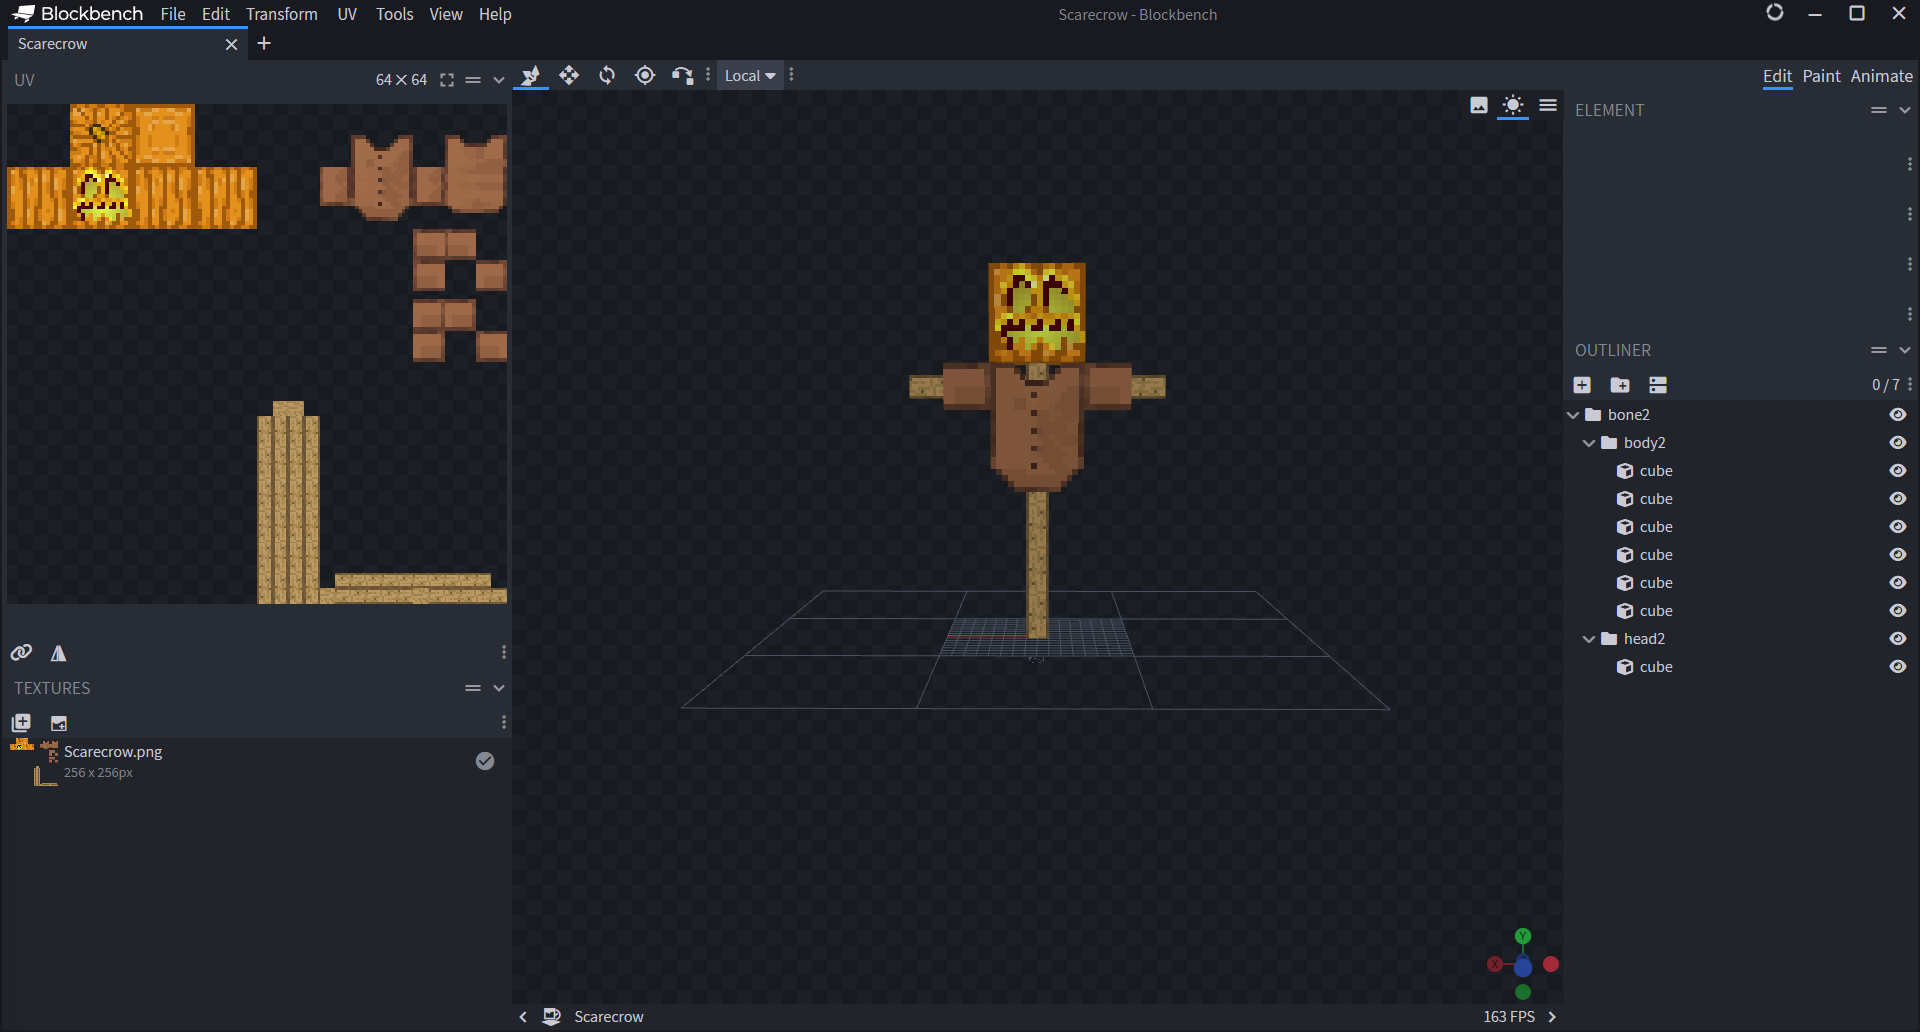 Blockbench File Edit Transform UV Tools View Help
Scarecrow - Blockbench
Scarecrow
UV 64×64
Local
Edit Paint Animate
ELEMENT
OUTLINER
0 / 7
bone2
body2
cube
cube
cube
cube
cube
cube
head2
cube
TEXTURES
Scarecrow.png
256 x 256px
Y
X
Scarecrow
163 FPS